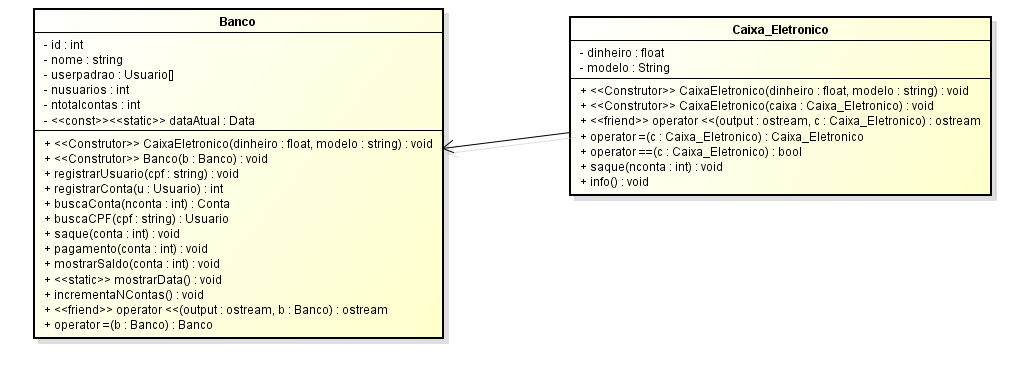 Banco
- id : int
- nome : string
- userpadrao : Usuario[]
- nusuarios : int
- ntotalcontas : int
- <<const>><<static>> dataAtual : Data
+ <<Construtor>> CaixaEletronico(dinheiro : float, modelo : string) : void
+ <<Construtor>> Banco(b : Banco) : void
+ registrarUsuario(cpf : string) : void
+ registrarConta(u : Usuario) : int
+ buscaConta(nconta : int) : Conta
+ buscaCPF(cpf : string) : Usuario
+ saque(conta : int) : void
+ pagamento(conta : int) : void
+ mostrarSaldo(conta : int) : void
+ <<static>> mostrarData() : void
+ incrementaNContas() : void
+ <<friend>> operator <<(output : ostream, b : Banco) : ostream
+ operator =(b : Banco) : Banco
Caixa_Eletronico
- dinheiro : float
- modelo : String
+ <<Construtor>> CaixaEletronico(dinheiro : float, modelo : string) : void
+ <<Construtor>> CaixaEletronico(caixa : Caixa_Eletronico) : void
+ <<friend>> operator <<(output : ostream, c : Caixa_Eletronico) : ostream
+ operator =(c : Caixa_Eletronico) : Caixa_Eletronico
+ operator ==(c : Caixa_Eletronico) : bool
+ saque(nconta : int) : void
+ info() : void